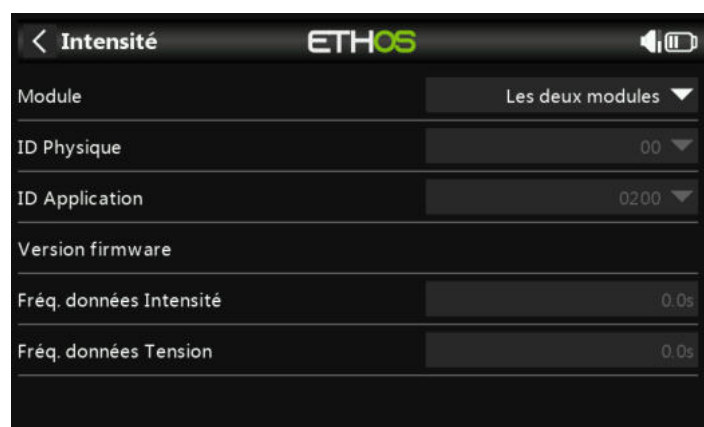 < Intensité ETHOS
Module Les deux modules
ID Physique 00
ID Application 0200
Version firmware
Fréq. données Intensité 0.0s
Fréq. données Tension 0.0s